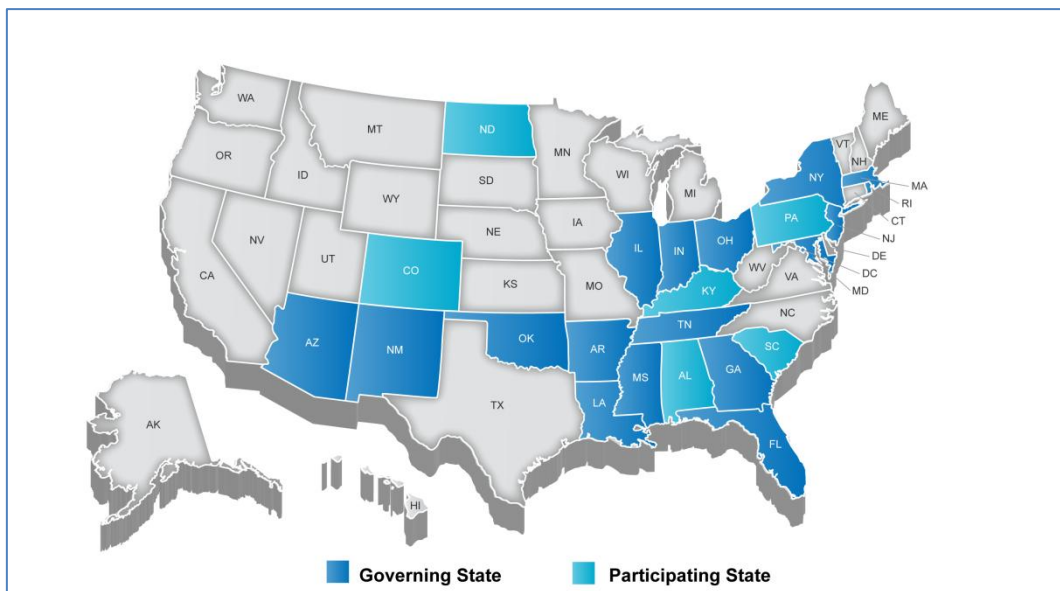 WA
MT
ND
MN
ME
VT
NH
OR
ID
SD
WI
MI
NY
MA
RI
CT
WY
IA
PA
NJ
NE
IL
IN
OH
DE
DC
MD
NV
UT
CO
KS
MO
WV
VA
KY
CA
NC
TN
AZ
NM
OK
AR
SC
MS
AL
GA
LA
TX
FL
AK
HI
Governing State
Participating State